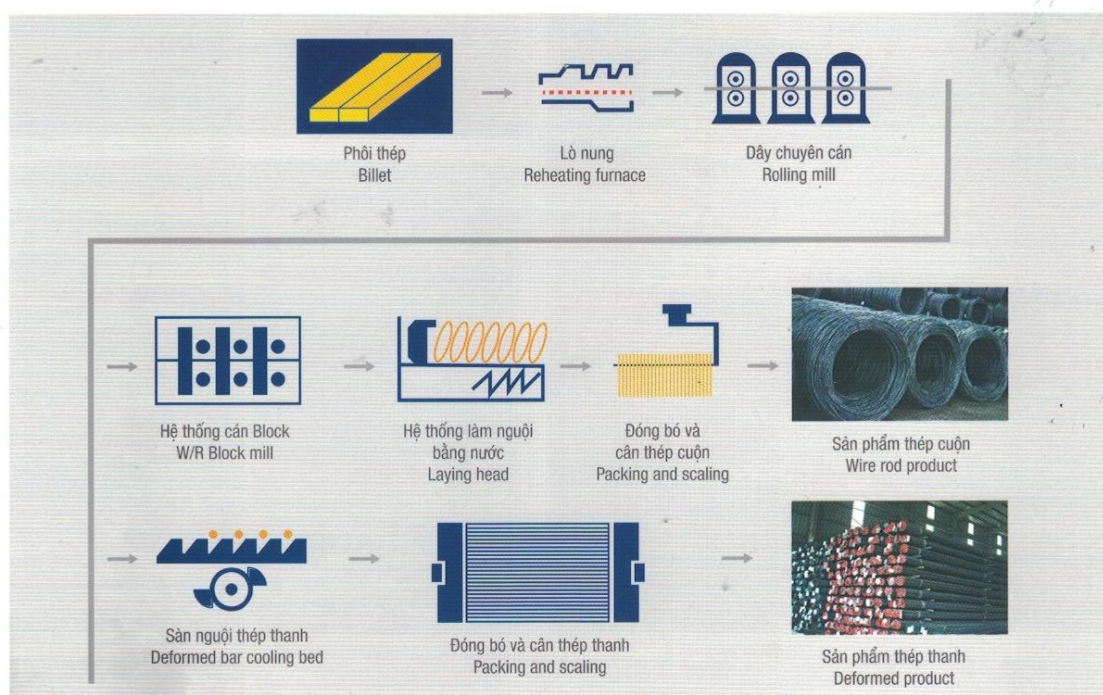 Phôi thép
Billet
Lò nung
Reheating furnace
Dây chuyên cán
Rolling mill
Hệ thống cán Block
W/R Block mill
Hệ thống làm nguội
bằng nước
Laying head
Đóng bó và
cân thép cuộn
Packing and scaling
Sản phẩm thép cuộn
Wire rod product
Sàn nguội thép thanh
Deformed bar cooling bed
Đóng bó và cân thép thanh
Packing and scaling
Sản phẩm thép thanh
Deformed product